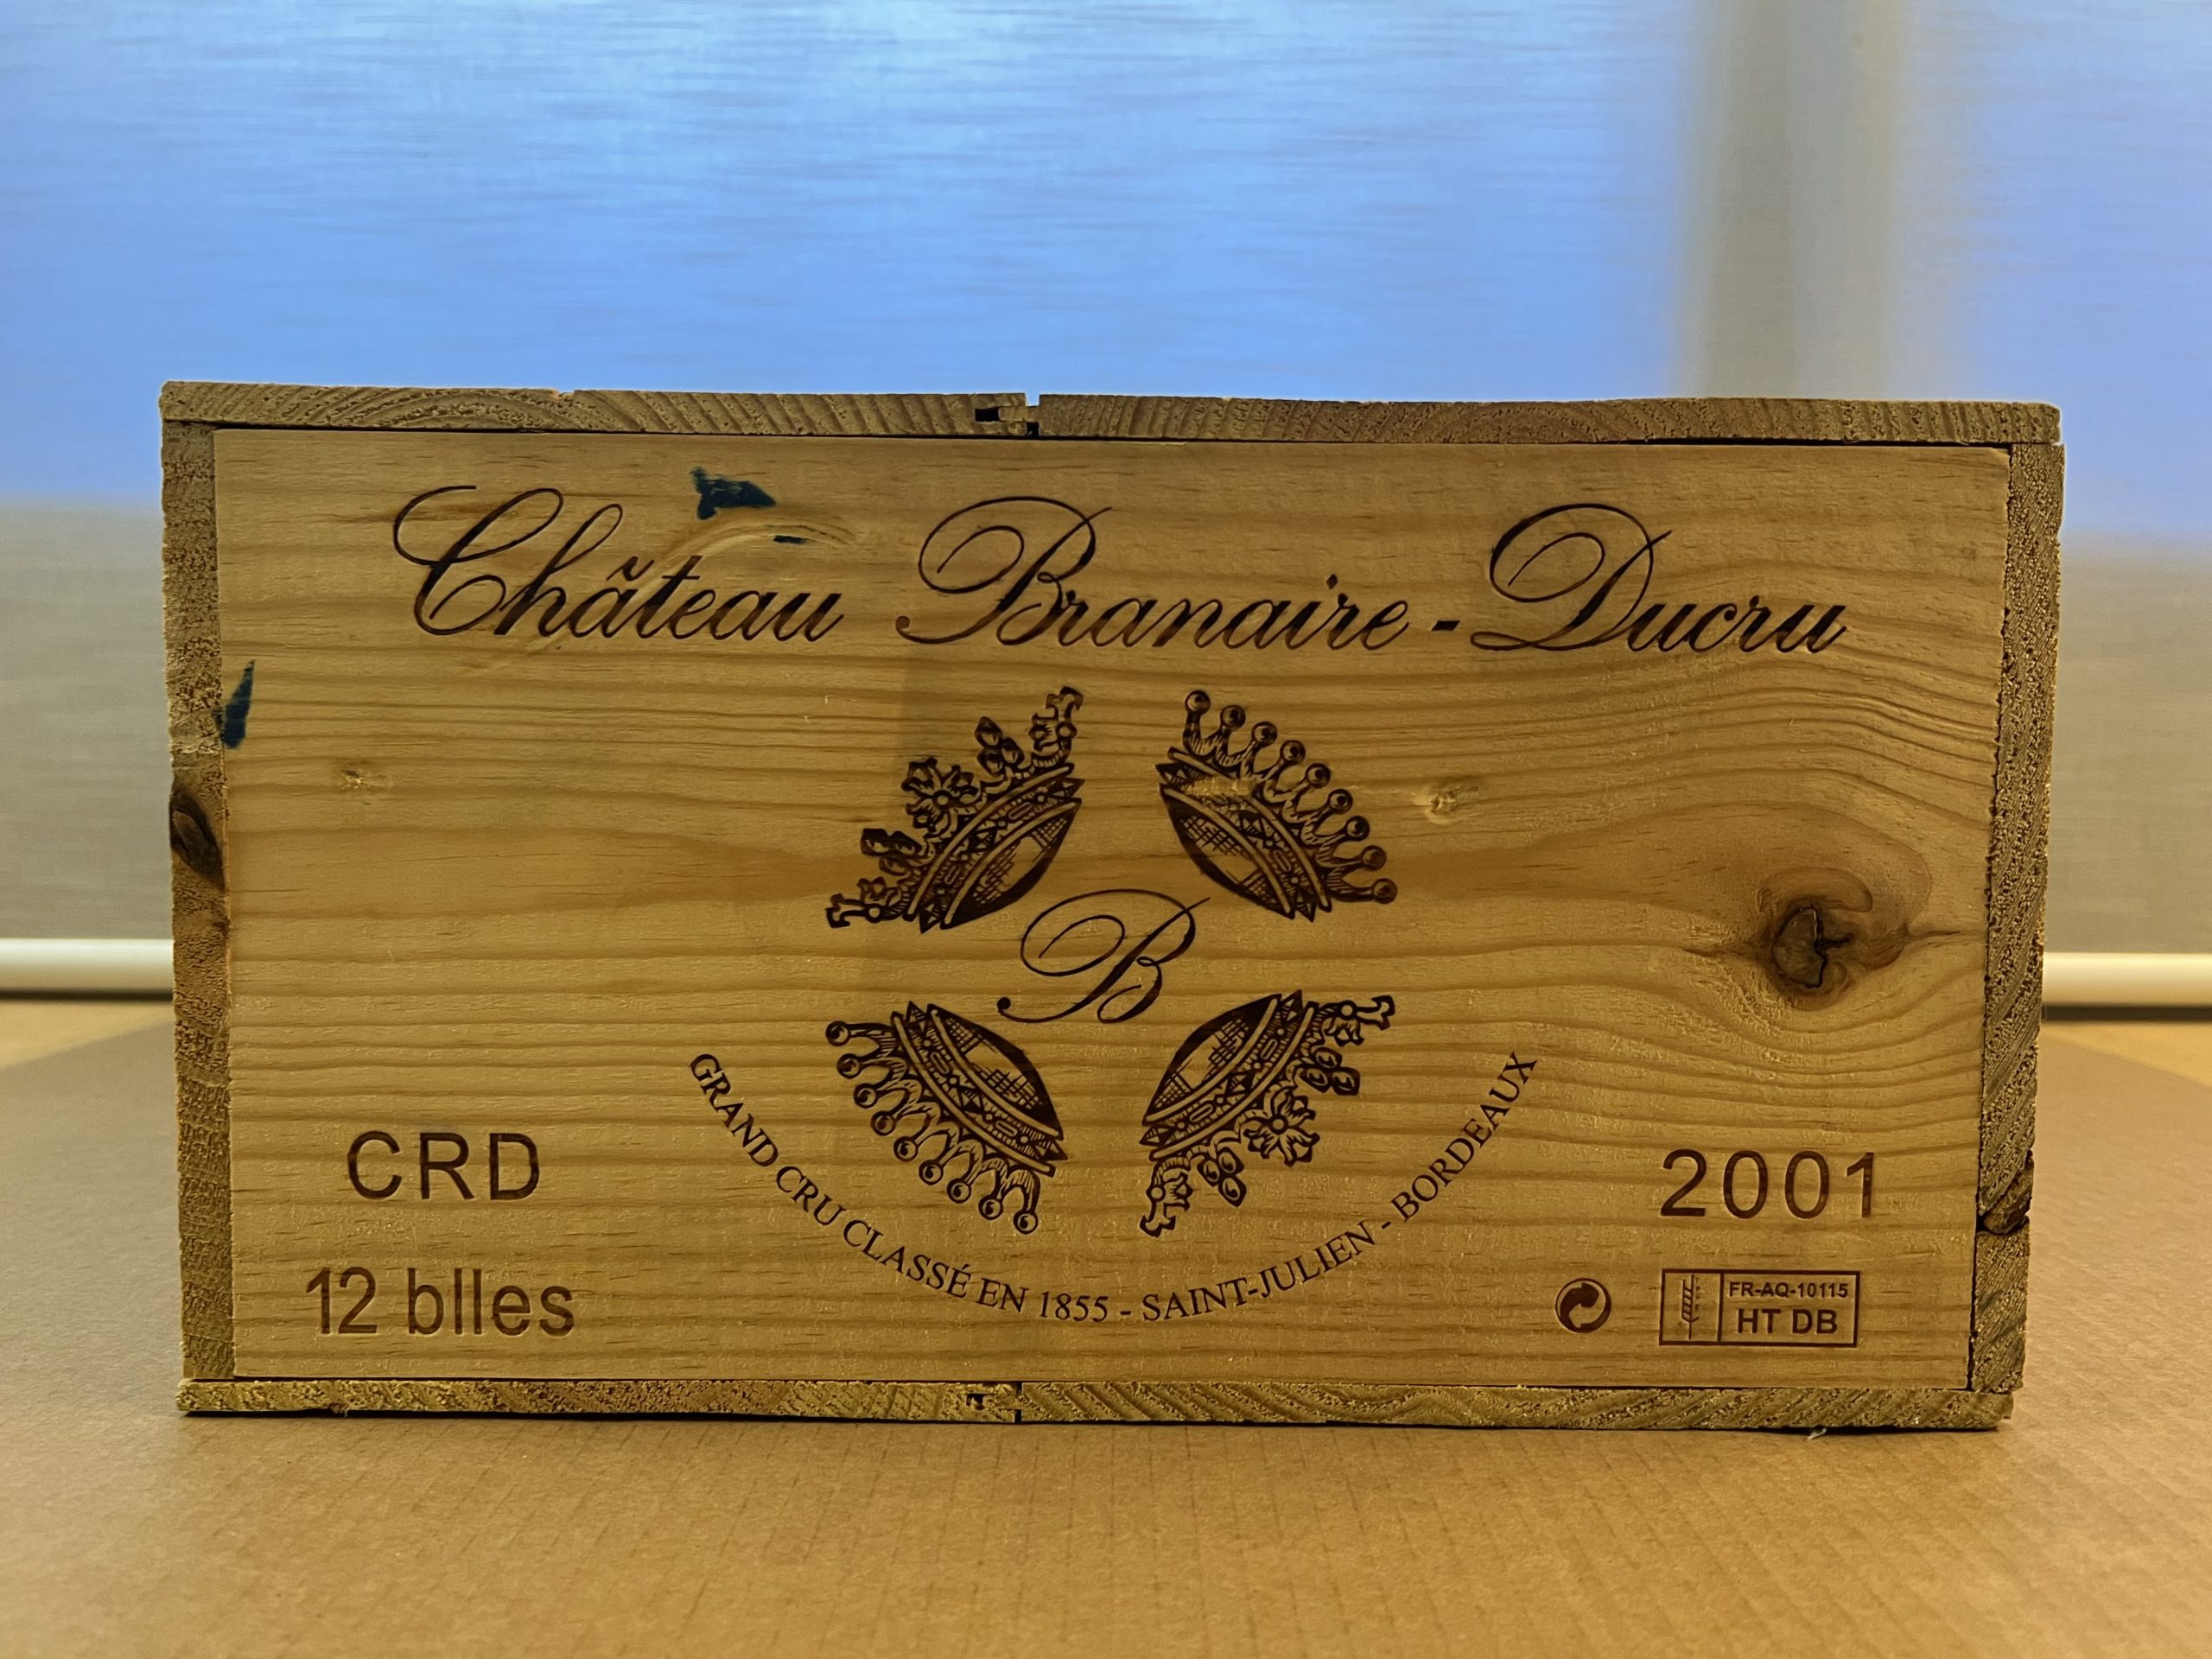 Château Branaire-Ducru
B
GRAND CRU CLASSÉ EN 1855 - SAINT-JULIEN - BORDEAUX
CRD
12 blles
2001
FR-AQ-10115
HT DB